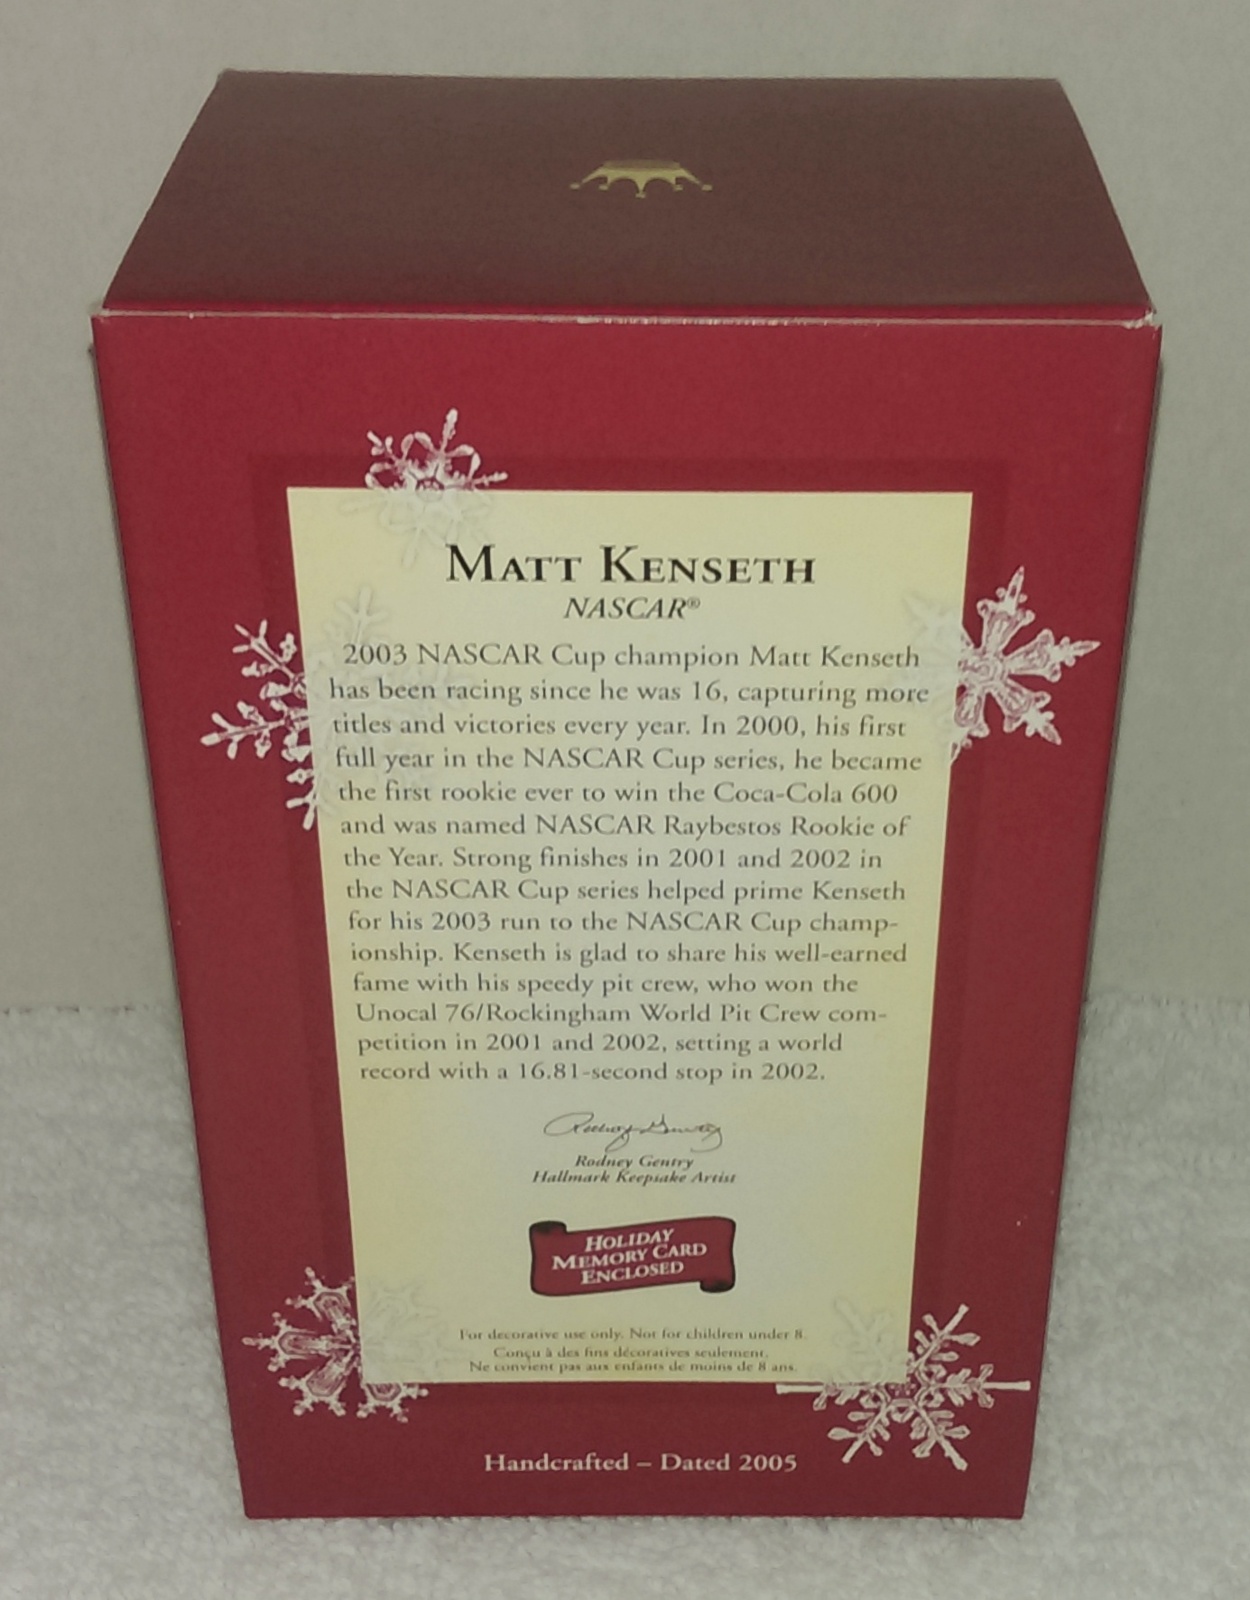 MATT KENSETH
NASCAR®
2003 NASCAR Cup champion Matt Kenseth
has been racing since he was 16, capturing more
titles and victories every year. In 2000, his first
full year in the NASCAR Cup series, he became
the first rookie ever to win the Coca-Cola 600
and was named NASCAR Raybestos Rookie of
the Year. Strong finishes in 2001 and 2002 in
the NASCAR Cup series helped prime Kenseth
for his 2003 run to the NASCAR Cup champ-
ionship. Kenseth is glad to share his well-earned
fame with his speedy pit crew, who won the
Unocal 76/Rockingham World Pit Crew com-
petition in 2001 and 2002, setting a world
record with a 16.81-second stop in 2002.
Rodney Gentry
Rodney Gentry
Hallmark Keepsake Artist
HOLIDAY
MEMORY CARD
ENCLOSED
For decorative use only. Not for children under 8.
Conçu à des fins décoratives seulement.
Ne convient pas aux enfants de moins de 8 ans.
Handcrafted – Dated 2005